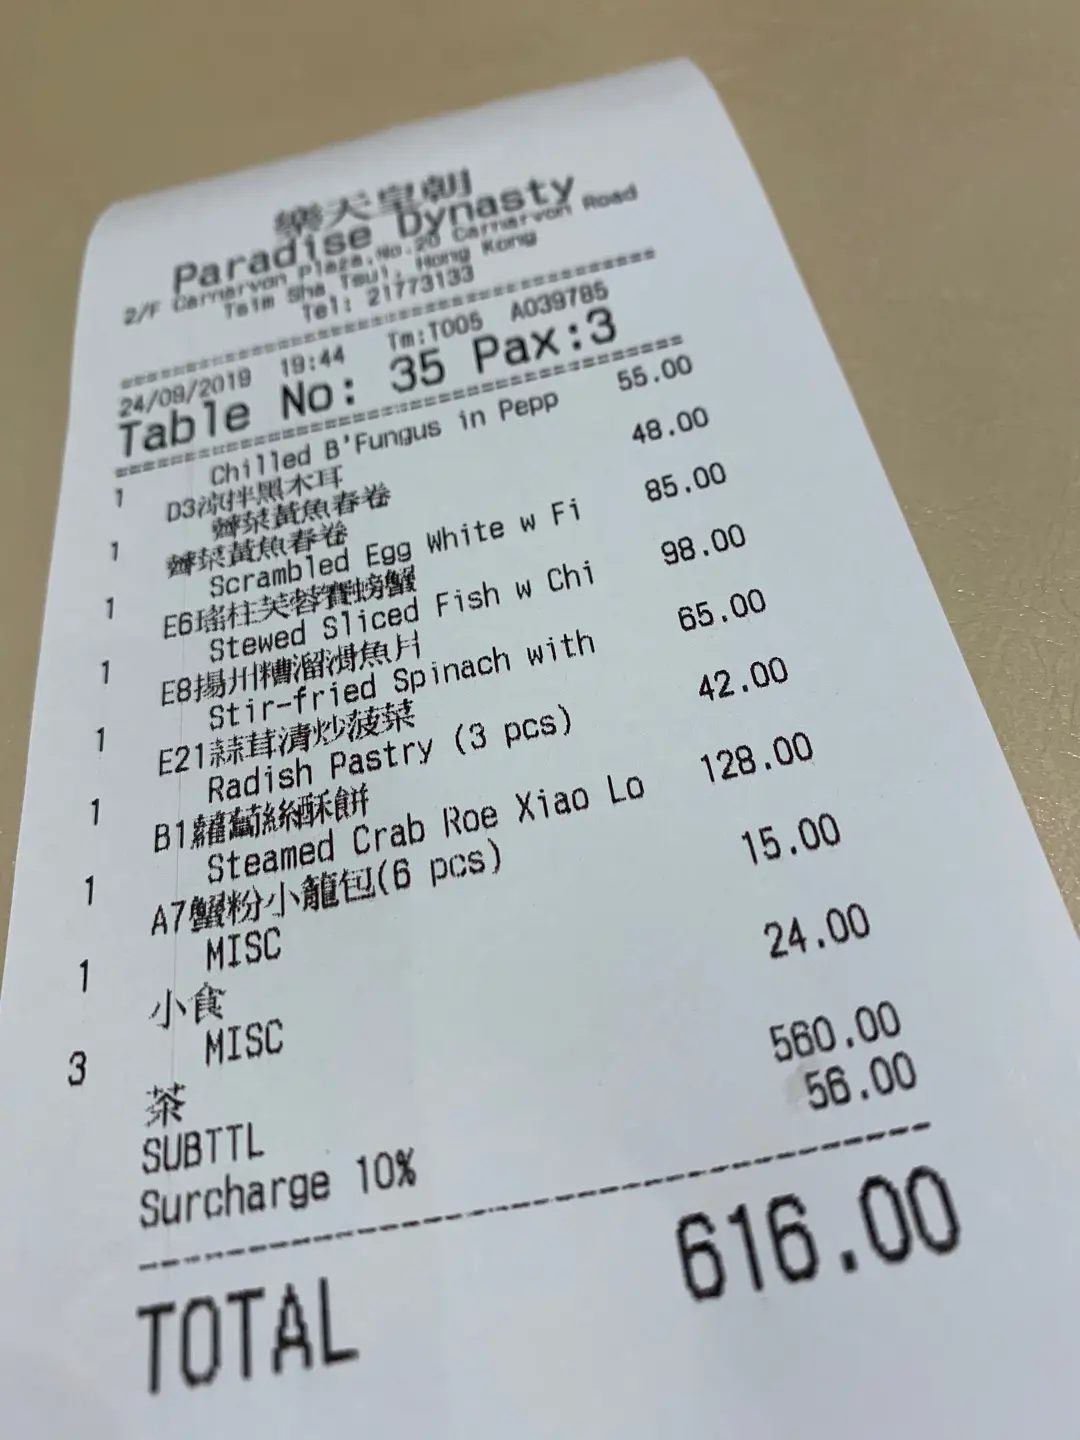 樂天皇朝
Paradise Dynasty
2/F Carnarvon Plaza,No.20 Carnarvon Road
Tsim Sha Tsui, Hong Kong
Tel: 21773133
========================================
24/09/2019 19:44 Tm:T005 A039785
Table No: 35 Pax:3
========================================
1 Chilled B'Fungus in Pepp 55.00
D3涼拌黑木耳
1 薺菜黃魚春卷 48.00
薺菜黃魚春卷
1 Scrambled Egg White w Fi 85.00
E6瑤柱芙蓉賽螃蟹
1 Stewed Sliced Fish w Chi 98.00
E8揚州糟溜滑魚片
1 Stir-fried Spinach with 65.00
E21蒜茸清炒菠菜
1 Radish Pastry (3 pcs) 42.00
B1蘿蔔絲酥餅
1 Steamed Crab Roe Xiao Lo 128.00
A7蟹粉小籠包(6 pcs)
1 MISC 15.00
小食
3 MISC 24.00
茶
SUBTTL 560.00
Surcharge 10% 56.00
----------------------------------------
TOTAL 616.00